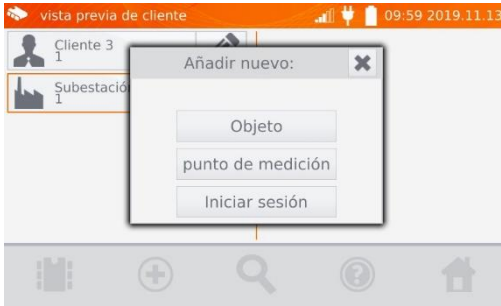 vista previa de cliente
09:59 2019.11.13
Cliente 3
1
Subestació
1
Añadir nuevo:
Objeto
punto de medición
Iniciar sesión